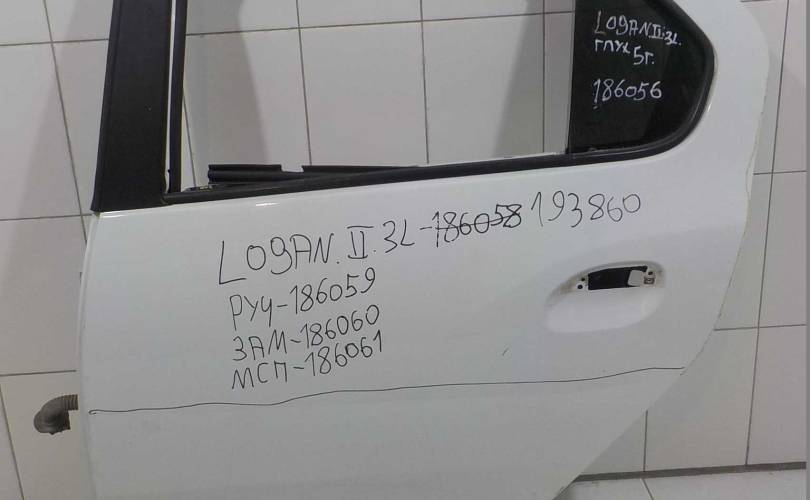 LOGAN II.3L.
ГЛУХ
5г.
186056
LOGAN. II. 3L-186058 193860
РУЧ-186059
ЗАМ-186060
МСП-186061